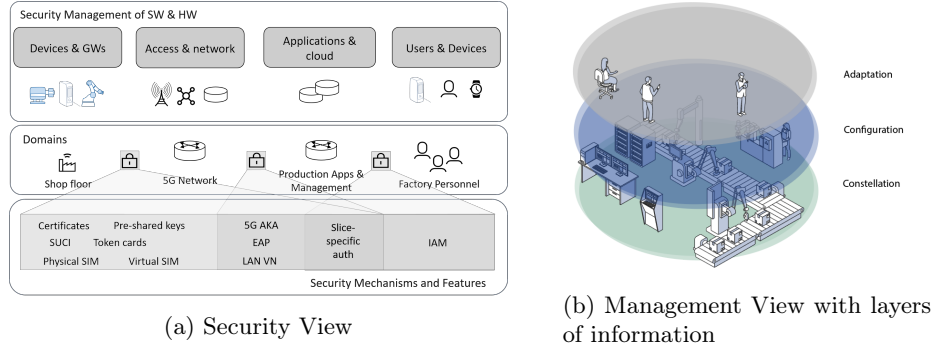 Security Management of SW & HW
Devices & GWs
Access & network
Applications &
cloud
Users & Devices
Domains
Shop floor
5G Network
Production Apps &
Management
Factory Personnel
Certificates
Pre-shared keys
SUCI
Token cards
Physical SIM
Virtual SIM
5G AKA
EAP
LAN VN
Slice-
specific
auth
IAM
Security Mechanisms and Features
(a) Security View
Adaptation
Configuration
Constellation
(b) Management View with layers
of information